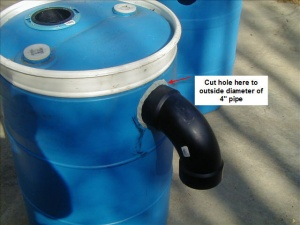 Cut hole here to
outside diameter of
4" pipe